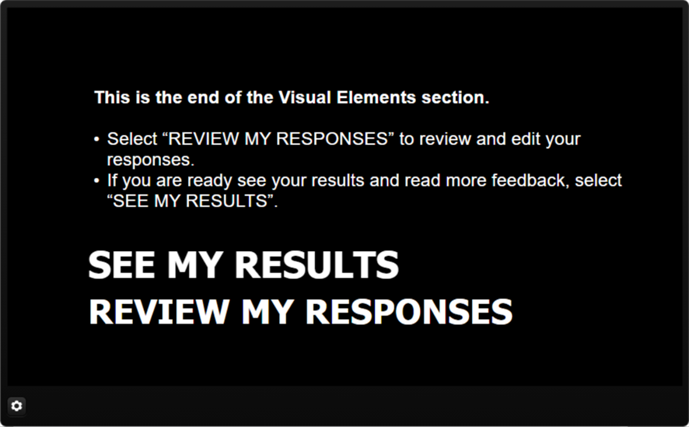 This is the end of the Visual Elements section.
• Select “REVIEW MY RESPONSES” to review and edit your
responses.
• If you are ready see your results and read more feedback, select
“SEE MY RESULTS”.
SEE MY RESULTS
REVIEW MY RESPONSES